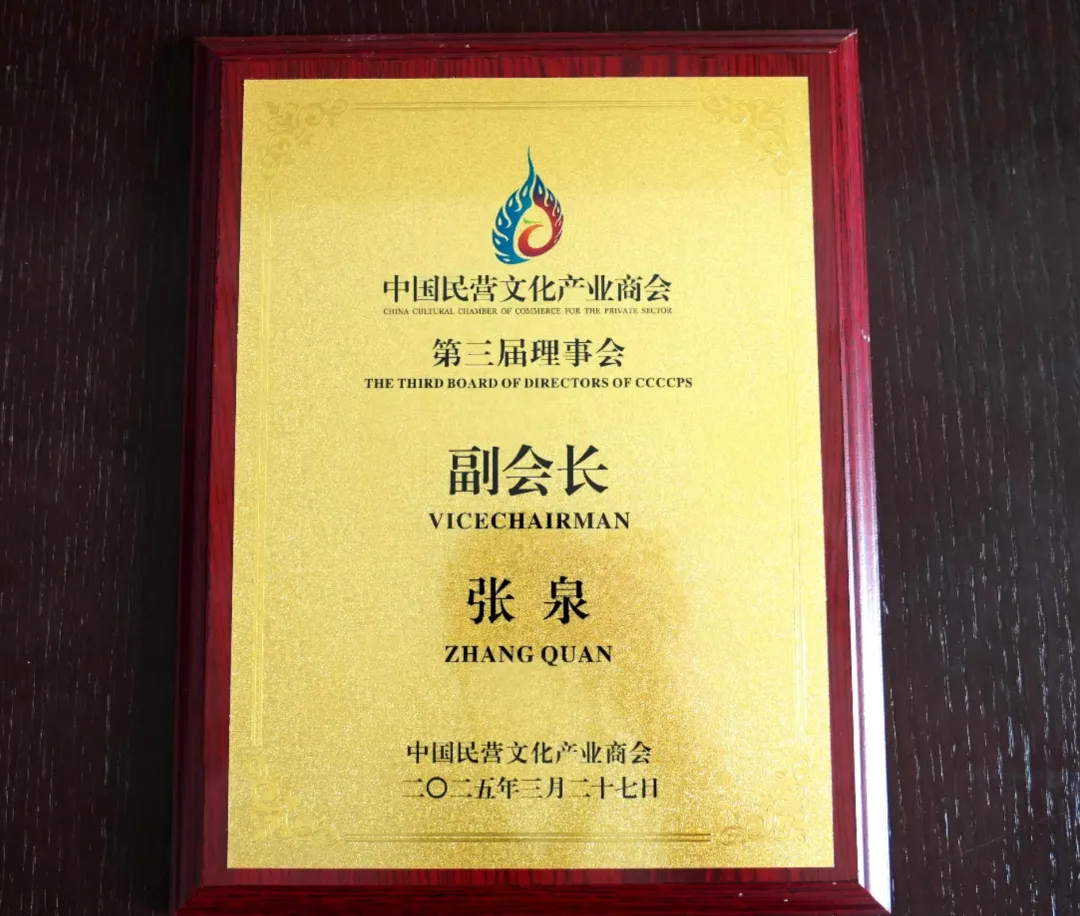 中国民营文化产业商会
CHINA CULTURAL CHAMBER OF COMMERCE FOR THE PRIVATE SECTOR
第三届理事会
THE THIRD BOARD OF DIRECTORS OF CCCCPS
副会长
VICECHAIRMAN
张 泉
ZHANG QUAN
中国民营文化产业商会
二〇二五年三月二十七日